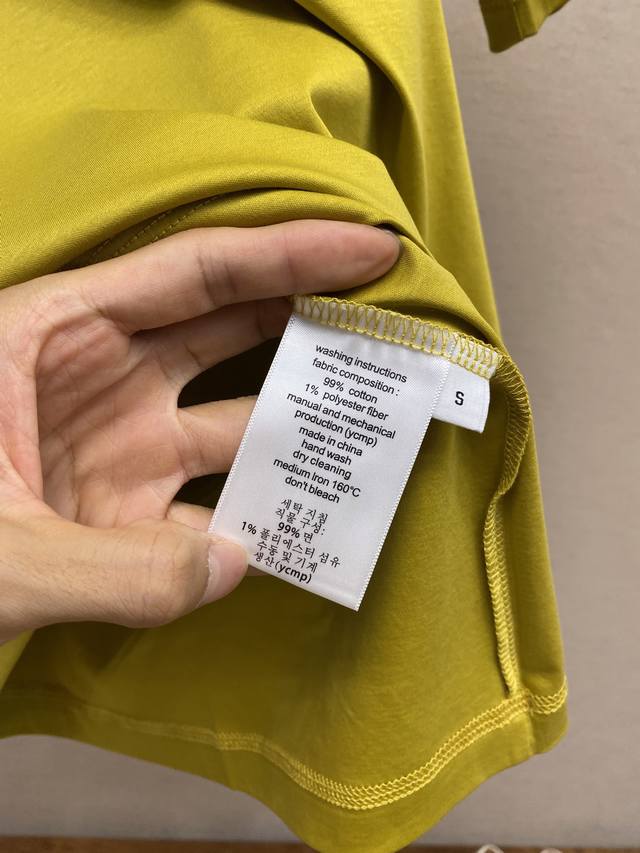 washing instructions
fabric composition :
99% cotton
1% polyester fiber
manual and mechanical
production (ycmp)
made in china
hand wash
dry cleaning
medium Iron 160°C
don't bleach
세탁 지침
직물 구성:
99% 면
1% 폴리에스터 섬유
수동 및 기계
생산(ycmp)
S